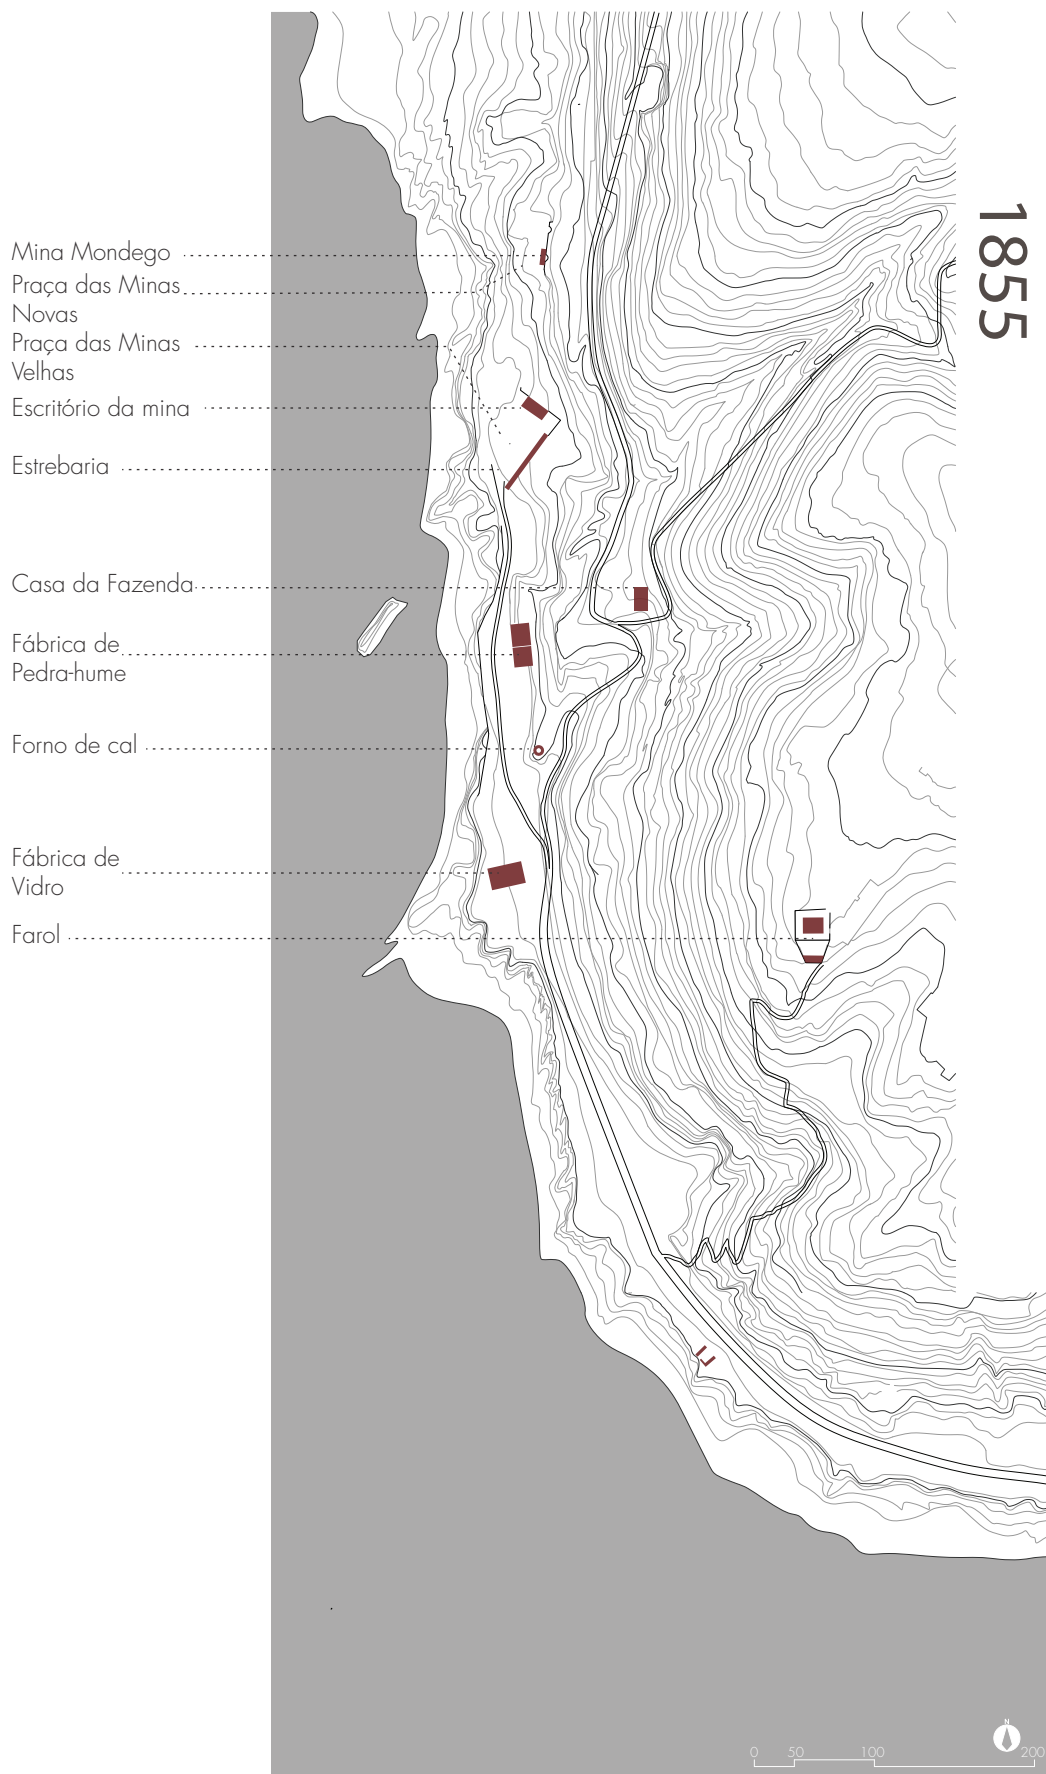 1855
Mina Mondego
Praça das Minas
Novas
Praça das Minas
Velhas
Escritório da mina
Estrebaria
Casa da Fazenda
Fábrica de
Pedra-hume
Forno de cal
Fábrica de
Vidro
Farol
N
0 50 100 200